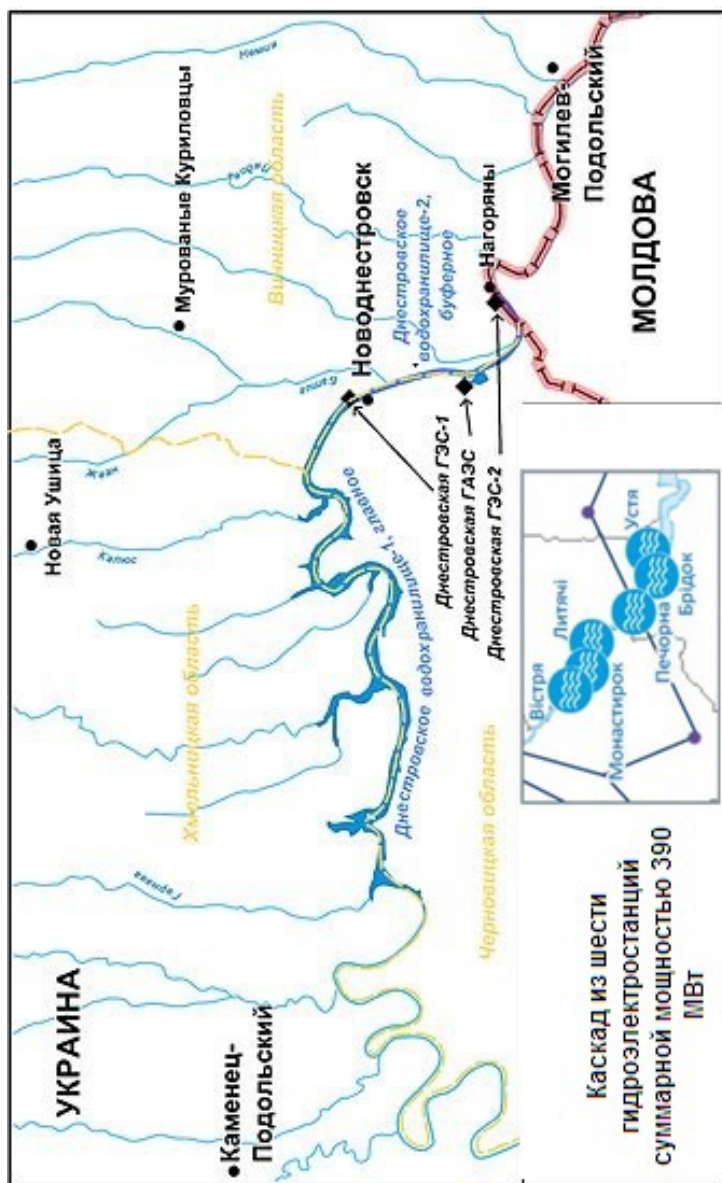 УКРАИНА
Каменец-
Подольский
Хмельницкая область
Новая Ушица
Жван
Мурованые Куриловцы
Винницкая область
Немия
Днестровское водохранилище-1, главное
Черновицкая область
Новоднестровск
Днестровское
водохранилище-2,
буферное
Нагоряны
Могилев-
Подольский
МОЛДОВА
Днестровская ГЭС-1
Днестровская ГАЭС
Днестровская ГЭС-2
Вістря
Литячі
Устя
Монастирок
Печорна
Брідок
Каскад из шести
гидроэлектростанций
суммарной мощностью 390
МВт